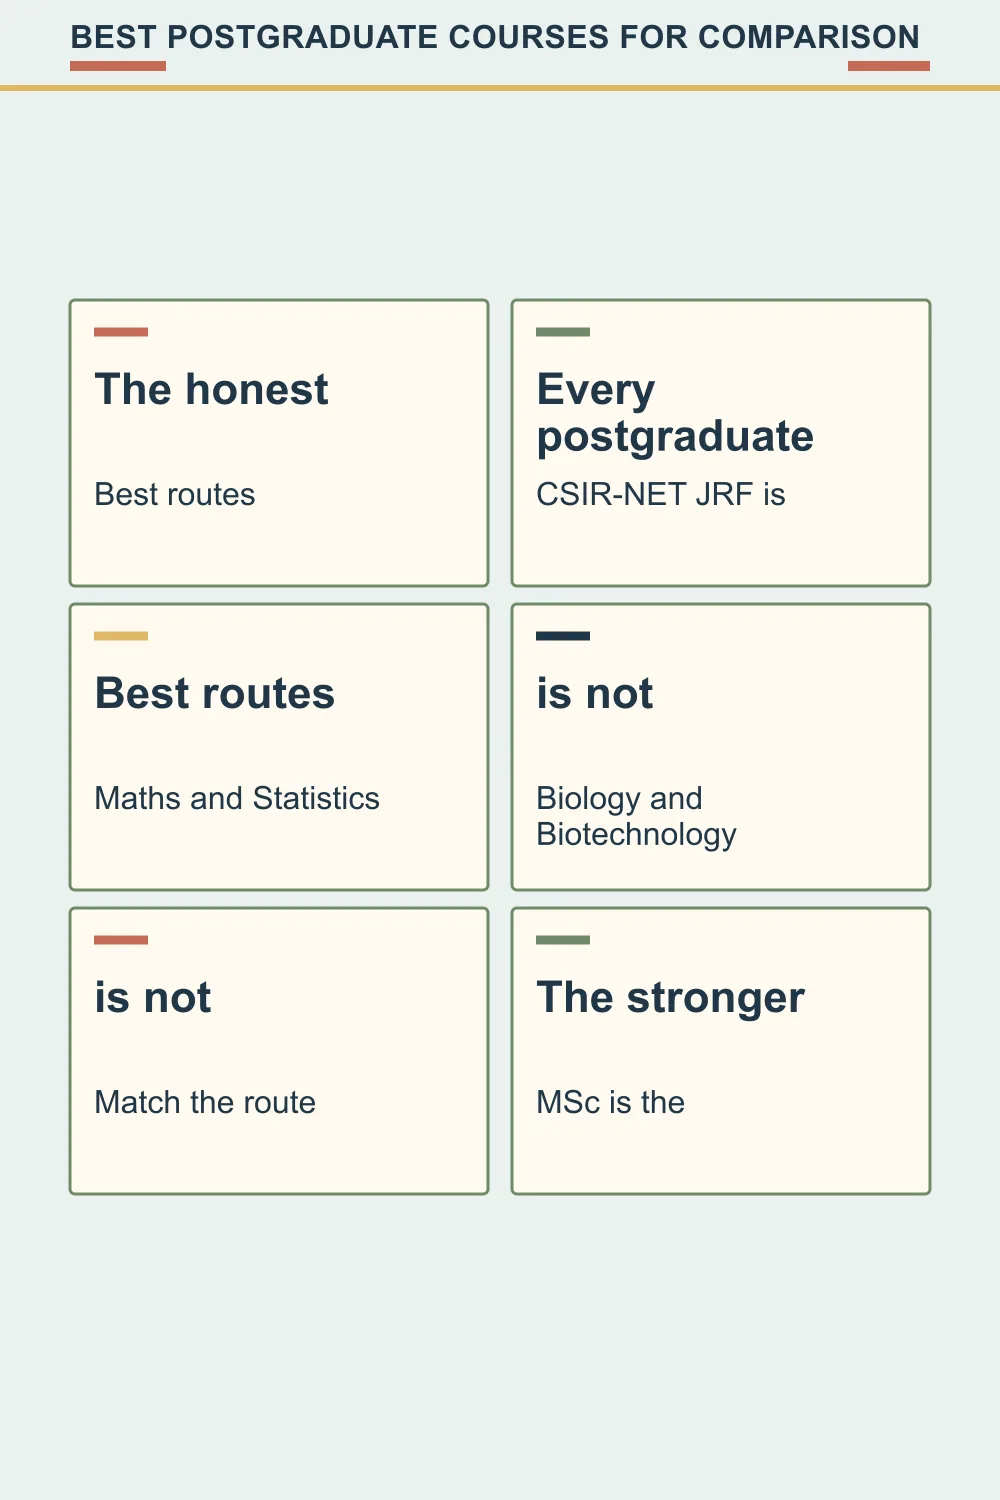 BEST POSTGRADUATE COURSES FOR COMPARISON
The honest
Best routes
Every
postgraduate
CSIR-NET JRF is
Best routes
Maths and Statistics
is not
Biology and
Biotechnology
is not
Match the route
The stronger
MSc is the